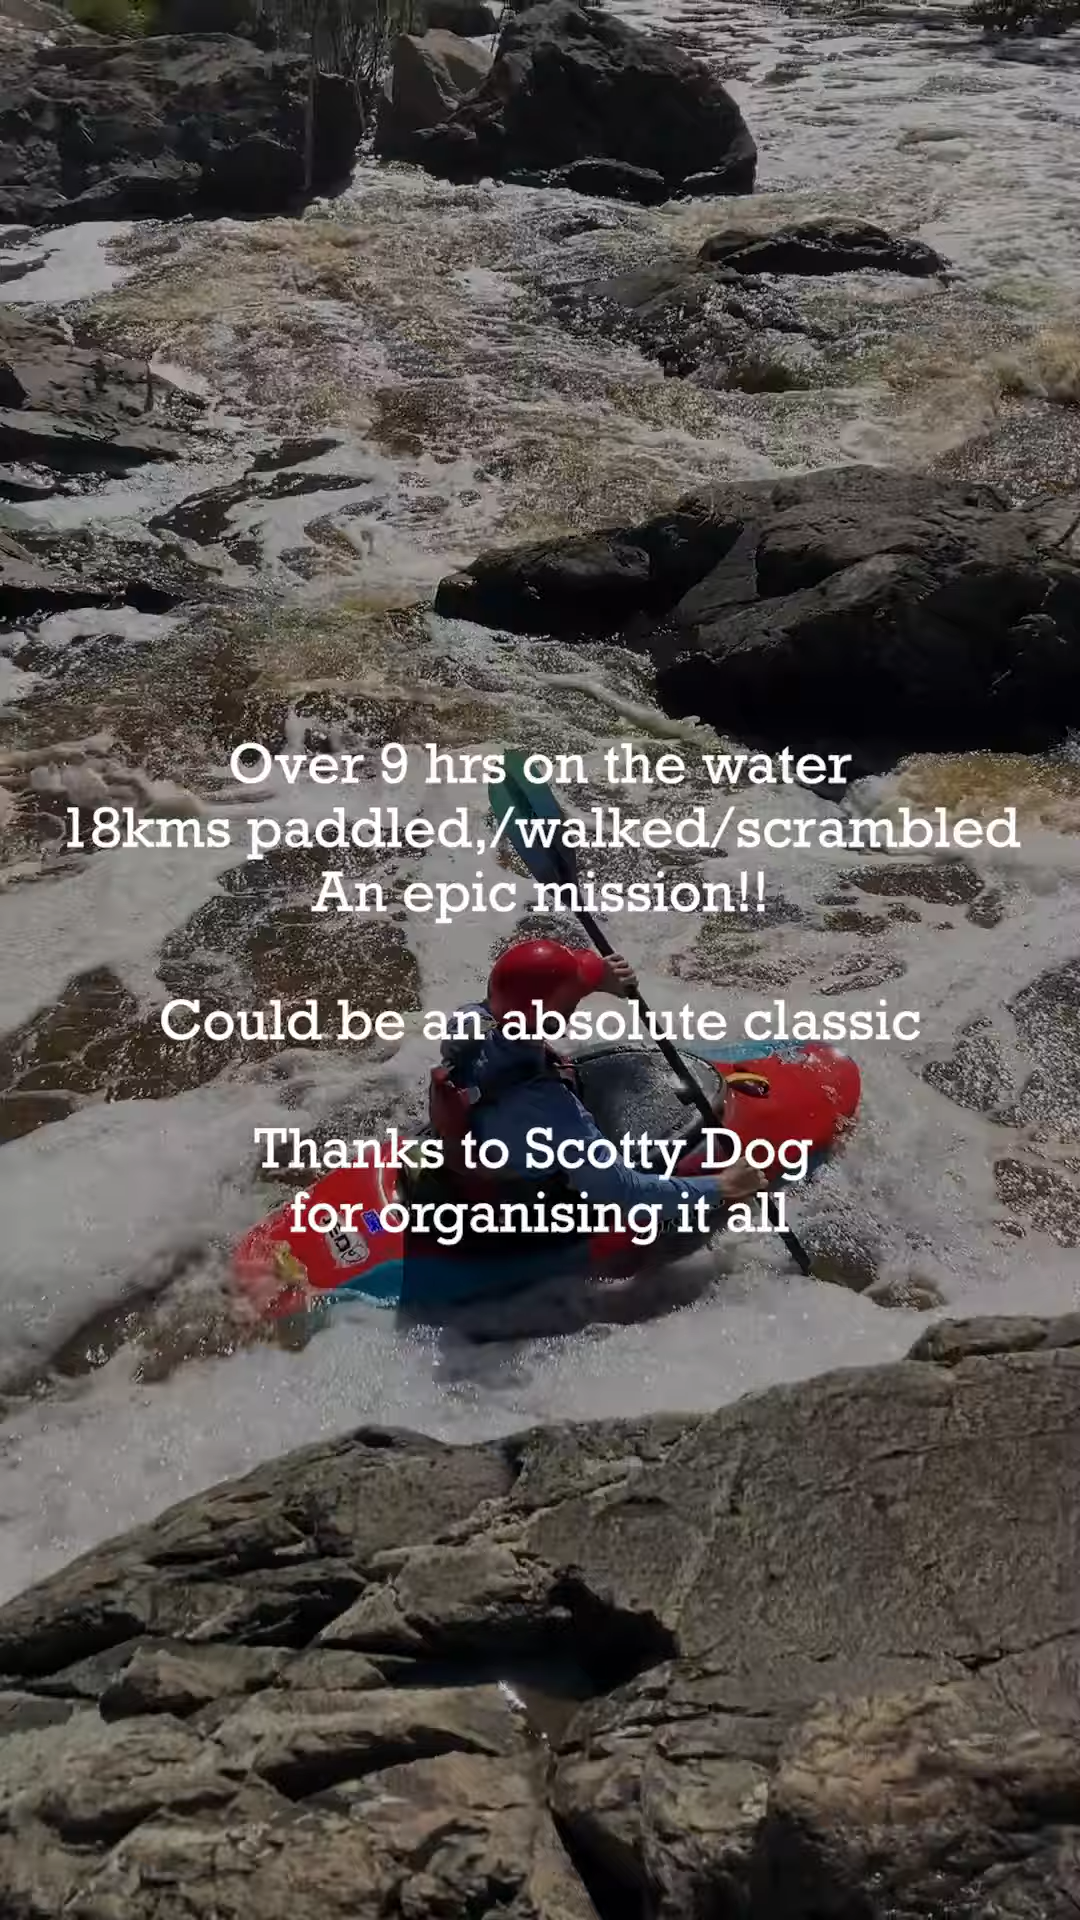 Over 9 hrs on the water
18kms paddled,/walked/scrambled
An epic mission!!
Could be an absolute classic
Thanks to Scotty Dog
for organising it all